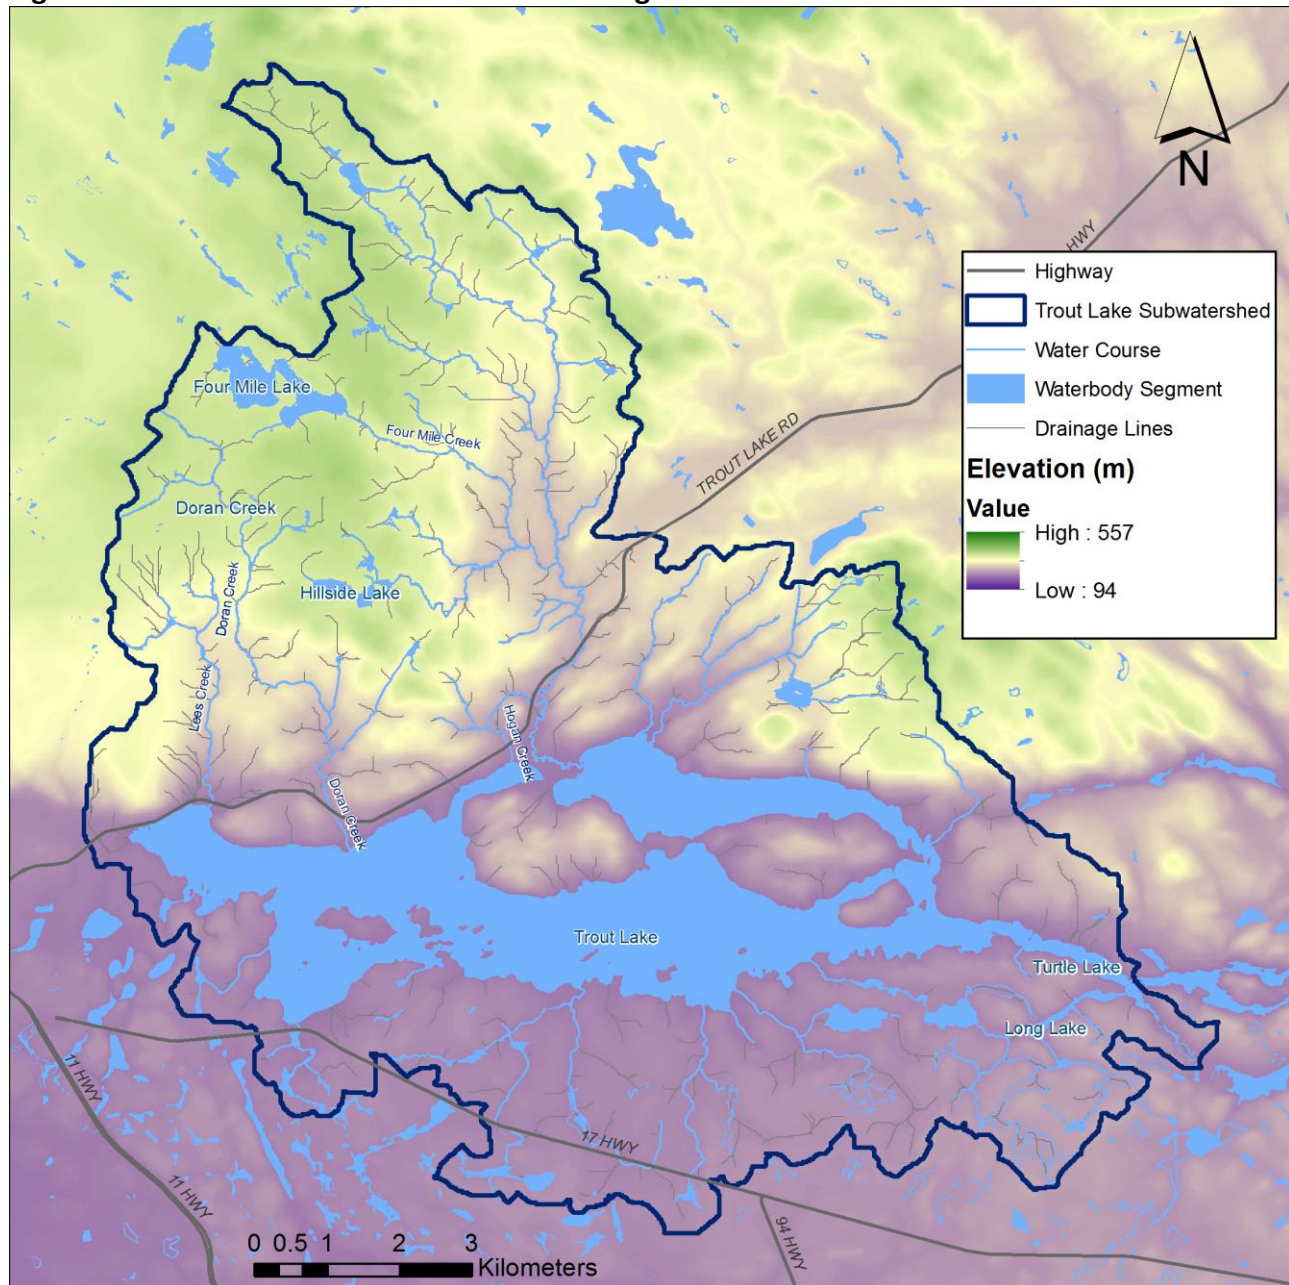 N
HWY
Highway
Trout Lake Subwatershed
Water Course
Waterbody Segment
Drainage Lines
Elevation (m)
Value
High : 557
Low : 94
Four Mile Lake
Four Mile Creek
TROUT LAKE RD
Doran Creek
Doran Creek
Hillside Lake
Lees Creek
Hogan Creek
Doran Creek
Trout Lake
Turtle Lake
Long Lake
11 HWY
17 HWY
11 HWY
94 HWY
0 0.5 1 2 3
Kilometers